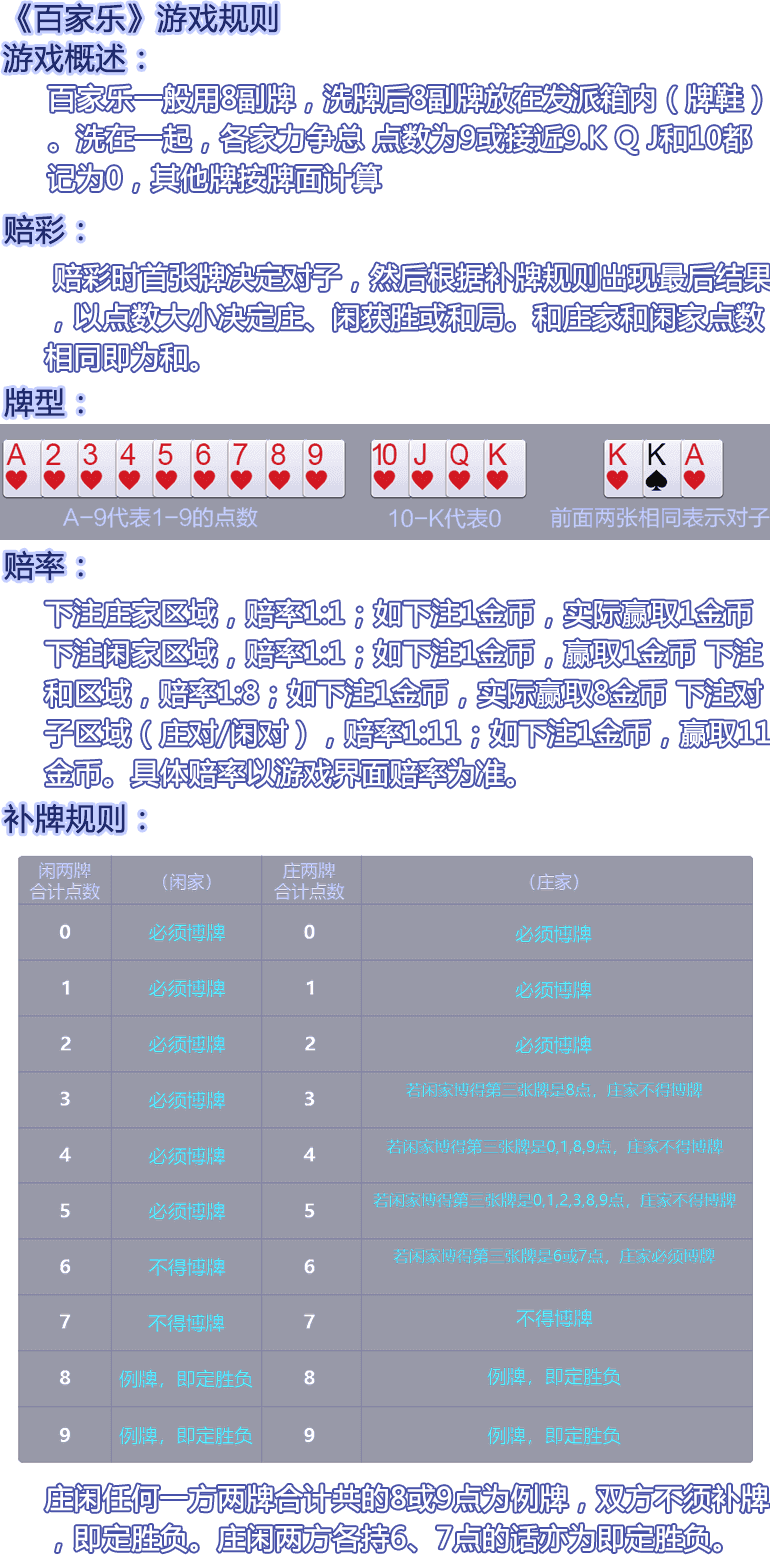 《百家乐》游戏规则
游戏概述：
百家乐一般用8副牌，洗牌后8副牌放在发派箱内（牌鞋）
。洗在一起，各家力争总 点数为9或接近9.K Q J和10都
记为0，其他牌按牌面计算
赔彩：
赔彩时首张牌决定对子，然后根据补牌规则出现最后结果
，以点数大小决定庄、闲获胜或和局。和庄家和闲家点数
相同即为和。
牌型：
A 2 3 4 5 6 7 8 9 10 J Q K K K A
A-9代表1-9的点数 10-K代表0 前面两张相同表示对子
赔率：
下注庄家区域，赔率1:1；如下注1金币，实际赢取1金币
下注闲家区域，赔率1:1；如下注1金币，赢取1金币 下注
和区域，赔率1:8；如下注1金币，实际赢取8金币 下注对
子区域（庄对/闲对），赔率1:11；如下注1金币，赢取11
金币。具体赔率以游戏界面赔率为准。
补牌规则：
闲两牌 合计点数 （闲家） 庄两牌 合计点数 （庄家）
0 必须博牌 0 必须博牌
1 必须博牌 1 必须博牌
2 必须博牌 2 必须博牌
3 必须博牌 3 若闲家博得第三张牌是8点，庄家不得博牌
4 必须博牌 4 若闲家博得第三张牌是0,1,8,9点，庄家不得博牌
5 必须博牌 5 若闲家博得第三张牌是0,1,2,3,8,9点，庄家不得博牌
6 不得博牌 6 若闲家博得第三张牌是6或7点，庄家必须博牌
7 不得博牌 7 不得博牌
8 例牌，即定胜负 8 例牌，即定胜负
9 例牌，即定胜负 9 例牌，即定胜负
庄闲任何一方两牌合计共的8或9点为例牌，双方不须补牌
，即定胜负。庄闲两方各持6、7点的话亦为即定胜负。